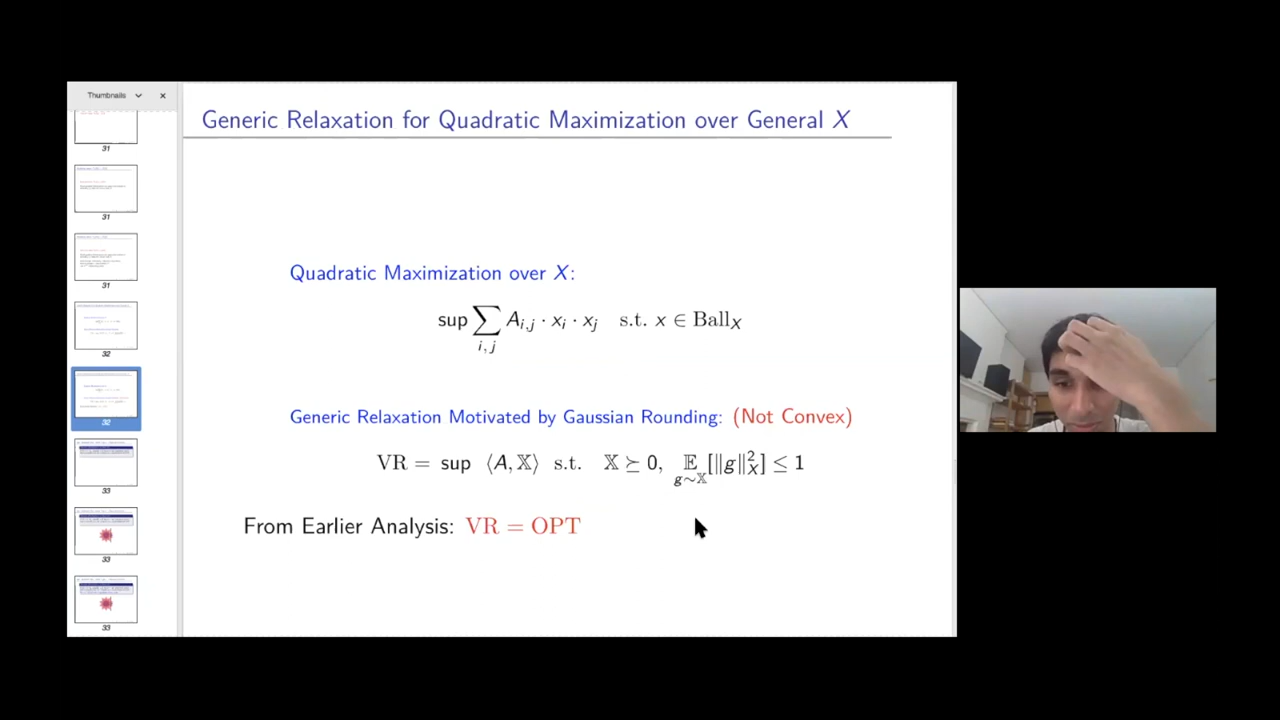 Thumbnails
31
31
31
32
32
33
33
33
Generic Relaxation for Quadratic Maximization over General X
Quadratic Maximization over X:
sup ∑_{i,j} A_{i,j} · x_i · x_j s.t. x ∈ Ball_X
Generic Relaxation Motivated by Gaussian Rounding: (Not Convex)
VR = sup ⟨A, 𝕏⟩ s.t. 𝕏 ⪰ 0, 𝔼_{g∼𝕏}[‖g‖²_X] ≤ 1
From Earlier Analysis: VR = OPT